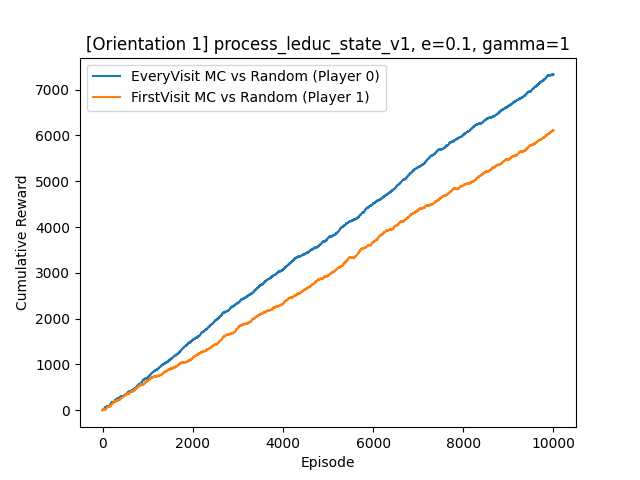 [Orientation 1] process_leduc_state_v1, e=0.1, gamma=1
EveryVisit MC vs Random (Player 0)
FirstVisit MC vs Random (Player 1)
7000
6000
5000
4000
3000
2000
1000
0
Cumulative Reward
0 2000 4000 6000 8000 10000
Episode